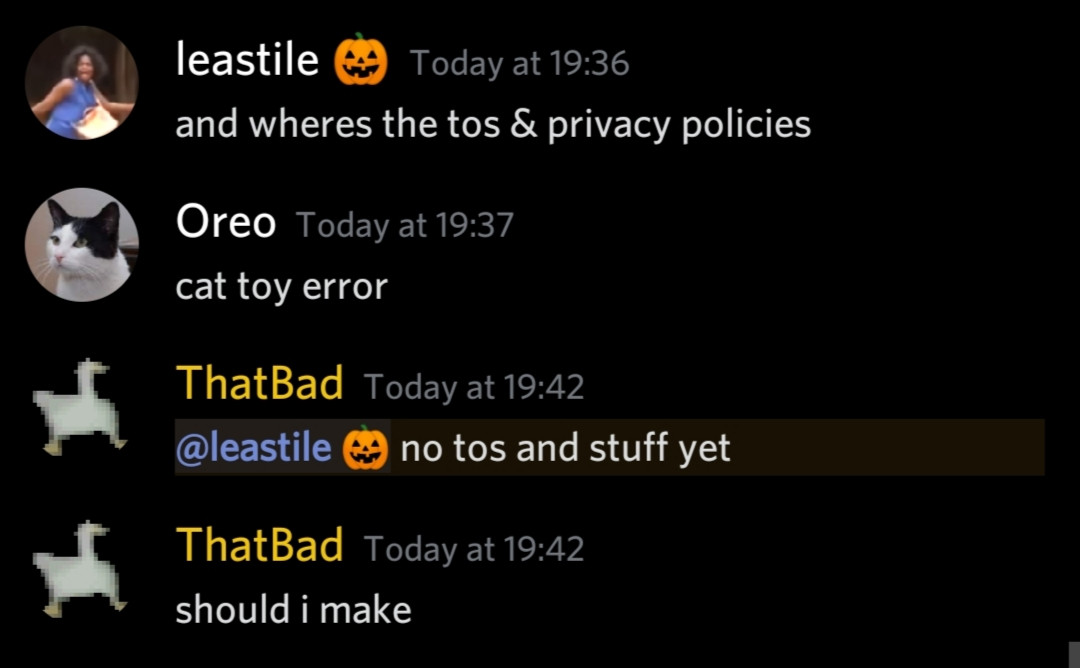 leastile 🎃 Today at 19:36
and wheres the tos & privacy policies
Oreo Today at 19:37
cat toy error
ThatBad Today at 19:42
@leastile 🎃 no tos and stuff yet
ThatBad Today at 19:42
should i make